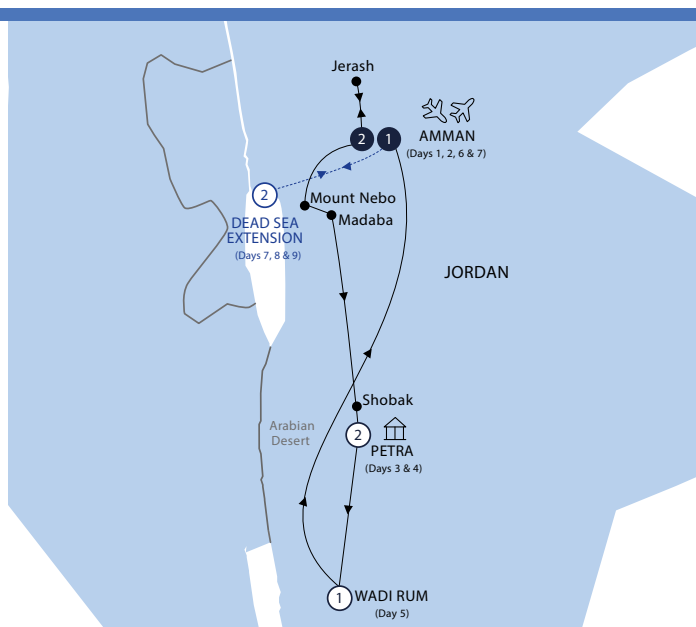 Jerash
2
1
AMMAN
(Days 1, 2, 6 & 7)
2
Mount Nebo
Madaba
DEAD SEA
EXTENSION
(Days 7, 8 & 9)
JORDAN
Shobak
Arabian
Desert
2
PETRA
(Days 3 & 4)
1
WADI RUM
(Day 5)